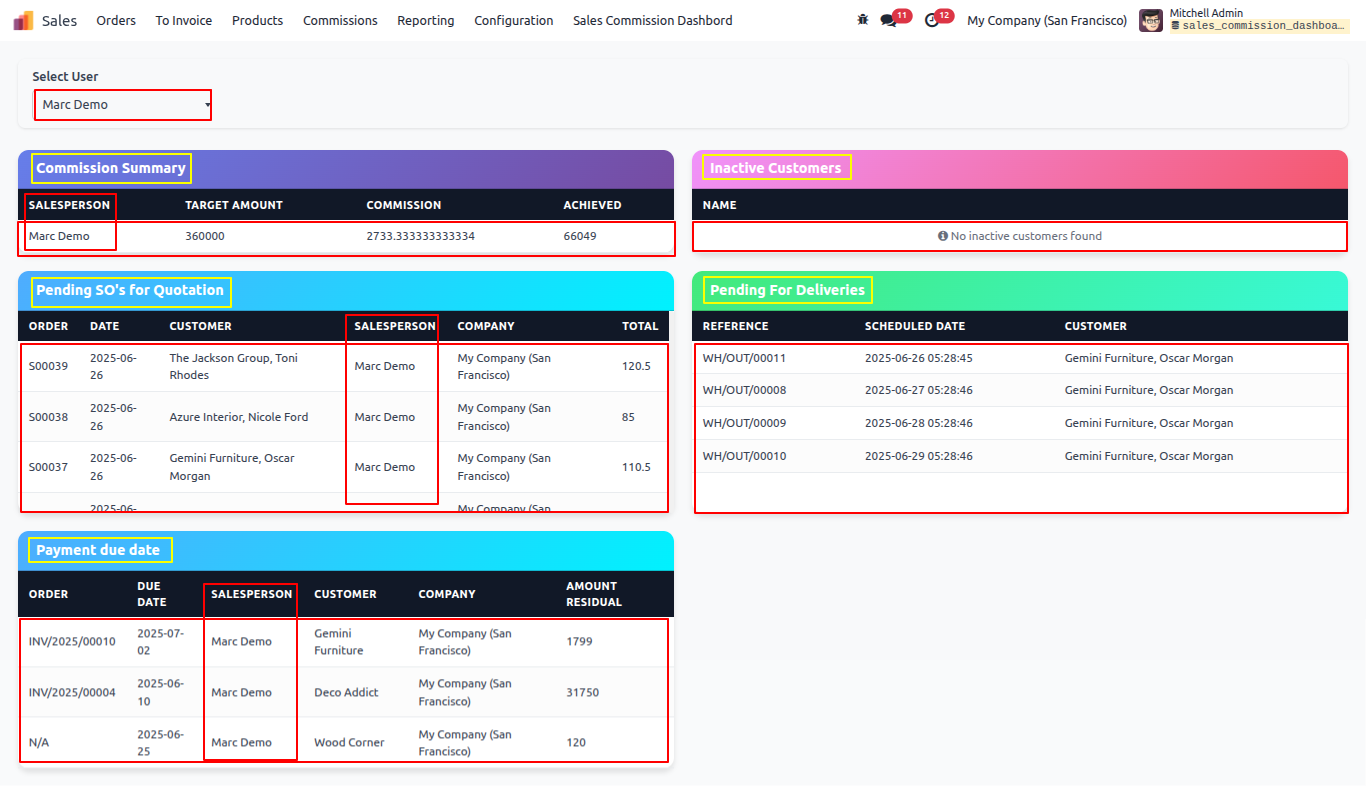 Sales Orders To Invoice Products Commissions Reporting Configuration Sales Commission Dashbord 11 12 My Company (San Francisco) Mitchell Admin
sales_commission_dashboa…
Select User
Marc Demo
Commission Summary
SALESPERSON TARGET AMOUNT COMMISSION ACHIEVED
Marc Demo 360000 2733.333333333334 66049
Inactive Customers
NAME
No inactive customers found
Pending SO's for Quotation
ORDER DATE CUSTOMER SALESPERSON COMPANY TOTAL
S00039 2025-06-26 The Jackson Group, Toni Rhodes Marc Demo My Company (San Francisco) 120.5
S00038 2025-06-26 Azure Interior, Nicole Ford Marc Demo My Company (San Francisco) 85
S00037 2025-06-26 Gemini Furniture, Oscar Morgan Marc Demo My Company (San Francisco) 110.5
2025-06- My Company (San
Pending For Deliveries
REFERENCE SCHEDULED DATE CUSTOMER
WH/OUT/00011 2025-06-26 05:28:45 Gemini Furniture, Oscar Morgan
WH/OUT/00008 2025-06-27 05:28:46 Gemini Furniture, Oscar Morgan
WH/OUT/00009 2025-06-28 05:28:46 Gemini Furniture, Oscar Morgan
WH/OUT/00010 2025-06-29 05:28:46 Gemini Furniture, Oscar Morgan
Payment due date
ORDER DUE DATE SALESPERSON CUSTOMER COMPANY AMOUNT RESIDUAL
INV/2025/00010 2025-07-02 Marc Demo Gemini Furniture My Company (San Francisco) 1799
INV/2025/00004 2025-06-10 Marc Demo Deco Addict My Company (San Francisco) 31750
N/A 2025-06-25 Marc Demo Wood Corner My Company (San Francisco) 120